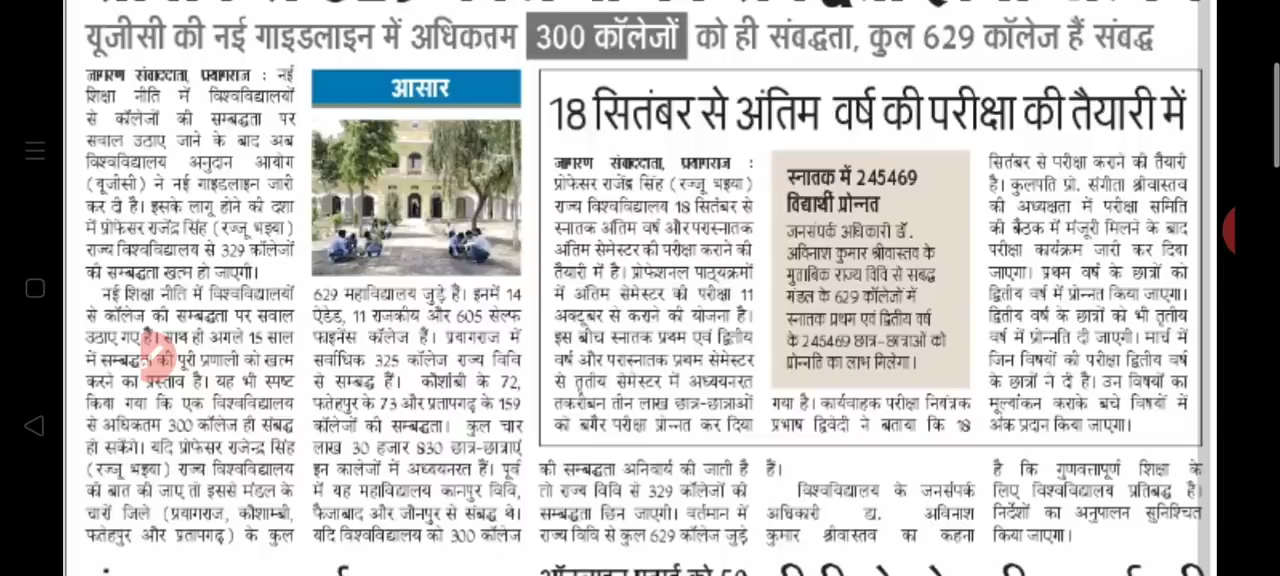 यूजीसी की नई गाइडलाइन में अधिकतम 300 कॉलेजों को ही संबद्धता, कुल 629 कॉलेज हैं संबद्ध
जागरण संवाददाता, प्रयागराज : नई
शिक्षा नीति में विश्वविद्यालयों
से कॉलेजों की सम्बद्धता पर
सवाल उठाए जाने के बाद अब
विश्वविद्यालय अनुदान आयोग
(यूजीसी) ने नई गाइडलाइन जारी
कर दी है। इसके लागू होने की दशा
में प्रोफेसर राजेंद्र सिंह (रज्जू भइया)
राज्य विश्वविद्यालय से 329 कॉलेजों
की सम्बद्धता खत्म हो जाएगी।
नई शिक्षा नीति में विश्वविद्यालयों
से कॉलेज की सम्बद्धता पर सवाल
उठाए गए हैं। साथ ही अगले 15 साल
में सम्बद्धता की पूरी प्रणाली को खत्म
करने का प्रस्ताव है। यह भी स्पष्ट
किया गया कि एक विश्वविद्यालय
से अधिकतम 300 कॉलेज ही संबद्ध
हो सकेंगे। यदि प्रोफेसर राजेन्द्र सिंह
(रज्जू भइया) राज्य विश्वविद्यालय
की बात की जाए तो इससे मंडल के
चारों जिले (प्रयागराज, कौशाम्बी,
फतेहपुर और प्रतापगढ़) के कुल
आसार
629 महाविद्यालय जुड़े हैं। इनमें 14
ऐडेड, 11 राजकीय और 605 सेल्फ
फाइनेंस कॉलेज हैं। प्रयागराज में
सर्वाधिक 325 कॉलेज राज्य विवि
से सम्बद्ध हैं। कौशांबी के 72,
फतेहपुर के 73 और प्रतापगढ़ के 159
कॉलेजों की सम्बद्धता। कुल चार
लाख 30 हजार 830 छात्र-छात्राएं
इन कालेजों में अध्ययनरत हैं। पूर्व
में यह महाविद्यालय कानपुर विवि,
फैजाबाद और जौनपुर से संबद्ध थे।
यदि विश्वविद्यालय को 300 कॉलेज
18 सितंबर से अंतिम वर्ष की परीक्षा की तैयारी में
जागरण संवाददाता, प्रयागराज :
प्रोफेसर राजेंद्र सिंह (रज्जू भइया)
राज्य विश्वविद्यालय 18 सितंबर से
स्नातक अंतिम वर्ष और परास्नातक
अंतिम सेमेस्टर की परीक्षा कराने की
तैयारी में है। प्रोफेशनल पाठ्यक्रमों
में अंतिम सेमेस्टर की परीक्षा 11
अक्टूबर से कराने की योजना है।
इस बीच स्नातक प्रथम एवं द्वितीय
वर्ष और परास्नातक प्रथम सेमेस्टर
से तृतीय सेमेस्टर में अध्ययनरत
तकरीबन तीन लाख छात्र-छात्राओं
को बगैर परीक्षा प्रोन्नत कर दिया
स्नातक में 245469
विद्यार्थी प्रोन्नत
जनसंपर्क अधिकारी डॉ.
अविनाश कुमार श्रीवास्तव के
मुताबिक राज्य विवि से संबद्ध
मंडल के 629 कॉलेजों में
स्नातक प्रथम एवं द्वितीय वर्ष
के 245469 छात्र-छात्राओं को
प्रोन्नति का लाभ मिलेगा।
गया है। कार्यवाहक परीक्षा नियंत्रक
प्रभाष द्विवेदी ने बताया कि 18
सितंबर से परीक्षा कराने की तैयारी
है। कुलपति प्रो. संगीता श्रीवास्तव
की अध्यक्षता में परीक्षा समिति
की बैठक में मंजूरी मिलने के बाद
परीक्षा कार्यक्रम जारी कर दिया
जाएगा। प्रथम वर्ष के छात्रों को
द्वितीय वर्ष में प्रोन्नत किया जाएगा।
द्वितीय वर्ष के छात्रों को भी तृतीय
वर्ष में प्रोन्नति दी जाएगी। मार्च में
जिन विषयों की परीक्षा द्वितीय वर्ष
के छात्रों ने दी है। उन विषयों का
मूल्यांकन कराके बचे विषयों में
अंक प्रदान किया जाएगा।
की सम्बद्धता अनिवार्य की जाती है
तो राज्य विवि से 329 कॉलेजों की
सम्बद्धता छिन जाएगी। वर्तमान में
राज्य विवि से कुल 629 कॉलेज जुड़े
हैं।
विश्वविद्यालय के जनसंपर्क
अधिकारी डा. अविनाश
कुमार श्रीवास्तव का कहना
है कि गुणवत्तापूर्ण शिक्षा के
लिए विश्वविद्यालय प्रतिबद्ध है।
निर्देशों का अनुपालन सुनिश्चित
किया जाएगा।